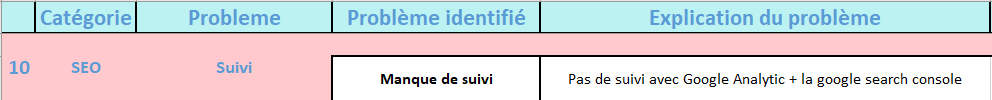 Catégorie Probleme Problème identifié Explication du problème
10 SEO Suivi Manque de suivi Pas de suivi avec Google Analytic + la google search console